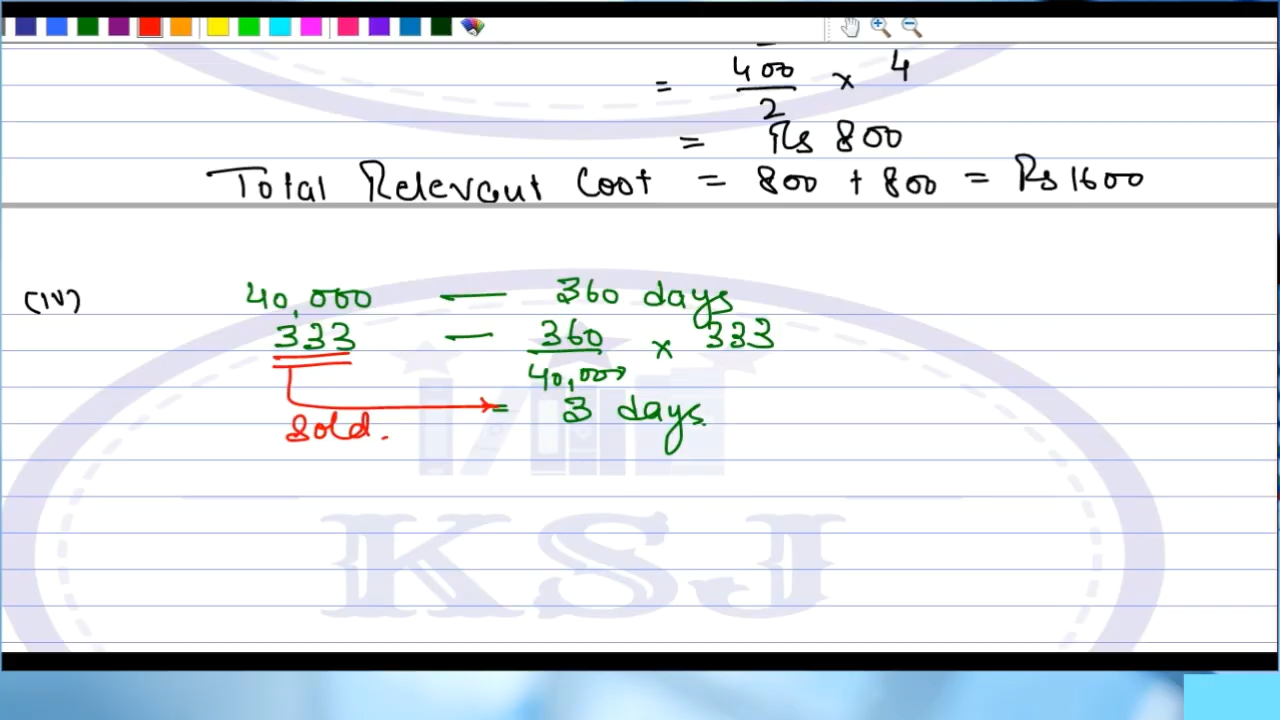 = 400/2 × 4
= Rs 800
Total Relevant Cost = 800 + 800 = Rs 1600
(iv) 40,000 — 360 days
333 — 360/40,000 × 333
= 3 days.
Sold.
KSJ